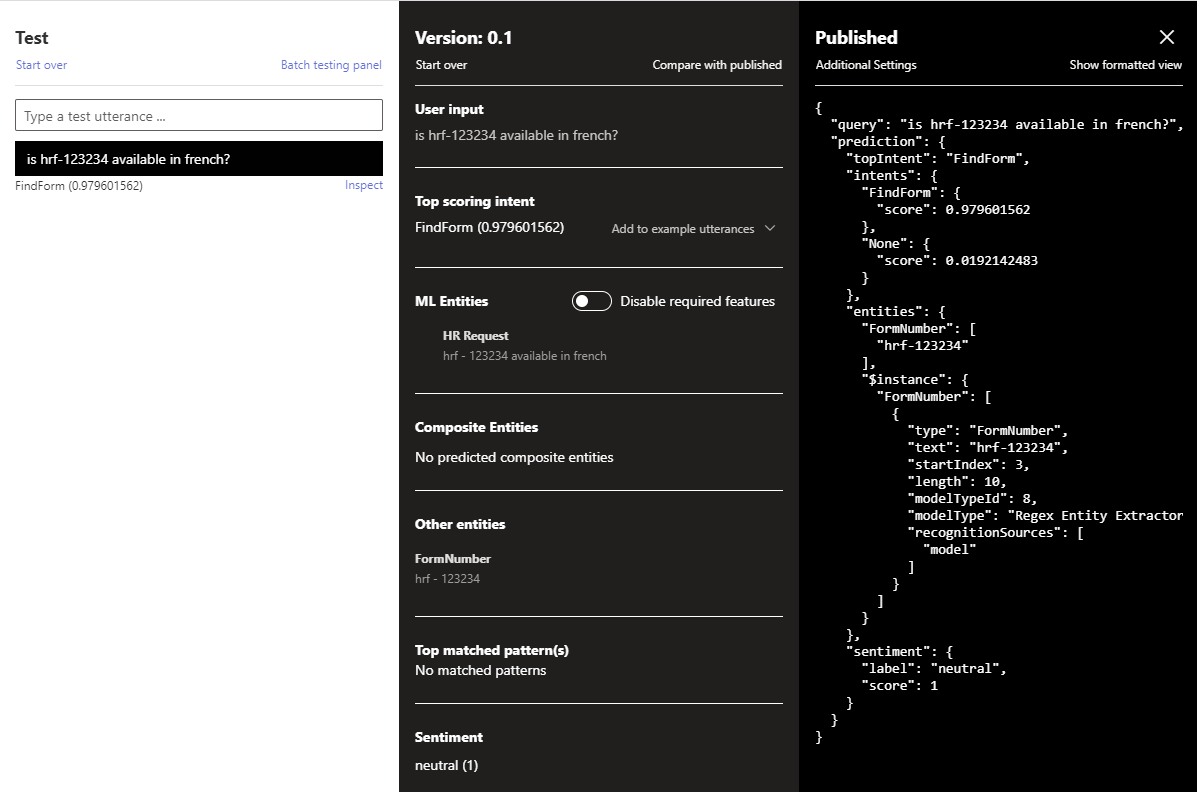 Test
Start over
Batch testing panel
Type a test utterance ...
is hrf-123234 available in french?
FindForm (0.979601562)
Inspect
Version: 0.1
Start over
Compare with published
User input
is hrf-123234 available in french?
Top scoring intent
FindForm (0.979601562)
Add to example utterances
ML Entities
Disable required features
HR Request
hrf - 123234 available in french
Composite Entities
No predicted composite entities
Other entities
FormNumber
hrf - 123234
Top matched pattern(s)
No matched patterns
Sentiment
neutral (1)
Published
Additional Settings
Show formatted view
{
  "query": "is hrf-123234 available in french?",
  "prediction": {
    "topIntent": "FindForm",
    "intents": {
      "FindForm": {
        "score": 0.979601562
      },
      "None": {
        "score": 0.0192142483
      }
    },
    "entities": {
      "FormNumber": [
        "hrf-123234"
      ],
      "$instance": {
        "FormNumber": [
          {
            "type": "FormNumber",
            "text": "hrf-123234",
            "startIndex": 3,
            "length": 10,
            "modelTypeId": 8,
            "modelType": "Regex Entity Extractor
            "recognitionSources": [
              "model"
            ]
          }
        ]
      }
    },
    "sentiment": {
      "label": "neutral",
      "score": 1
    }
  }
}